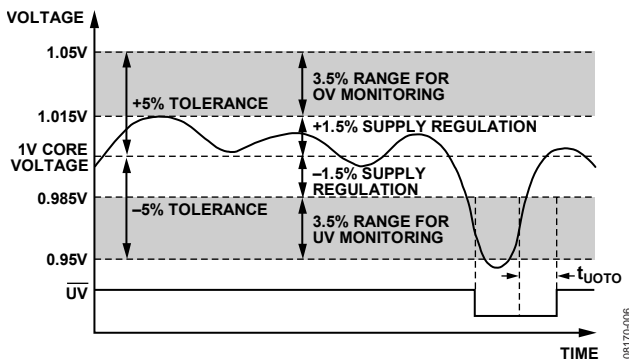 VOLTAGE
1.05V
3.5% RANGE FOR
OV MONITORING
+5% TOLERANCE
1.015V
+1.5% SUPPLY REGULATION
1V CORE
VOLTAGE
–1.5% SUPPLY
REGULATION
0.985V
–5% TOLERANCE
3.5% RANGE FOR
UV MONITORING
0.95V
tUOTO
UV
TIME
08170-006